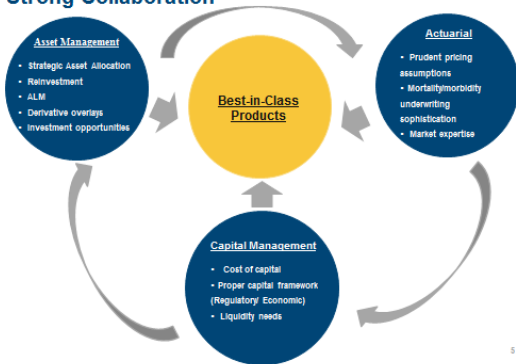 Strong Collaboration
Asset Management
• Strategic Asset Allocation
• Reinvestment
• ALM
• Derivative overlays
• Investment opportunities
Best-in-Class
Products
Actuarial
• Prudent pricing
assumptions
• Mortality/morbidity
underwriting
sophistication
• Market expertise
Capital Management
• Cost of capital
• Proper capital framework
(Regulatory/ Economic)
• Liquidity needs
5